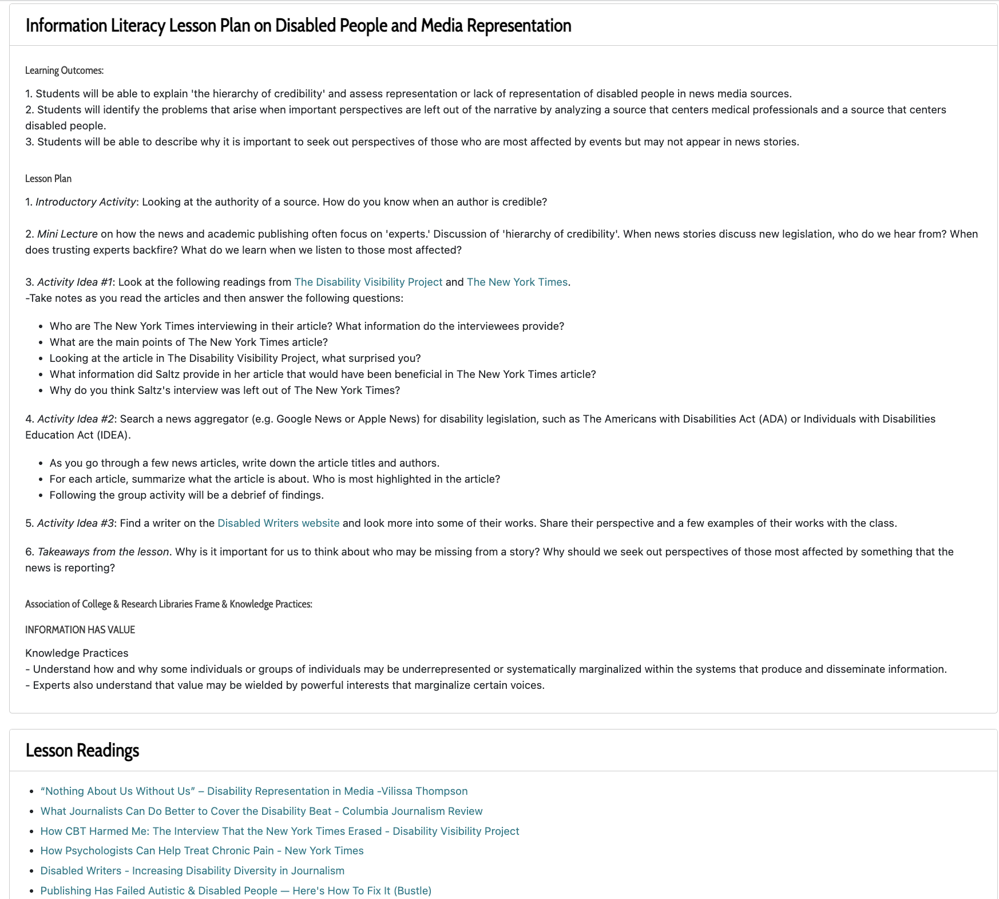 Information Literacy Lesson Plan on Disabled People and Media Representation
Learning Outcomes:
1. Students will be able to explain 'the hierarchy of credibility' and assess representation or lack of representation of disabled people in news media sources.
2. Students will identify the problems that arise when important perspectives are left out of the narrative by analyzing a source that centers medical professionals and a source that centers
disabled people.
3. Students will be able to describe why it is important to seek out perspectives of those who are most affected by events but may not appear in news stories.
Lesson Plan
1. Introductory Activity: Looking at the authority of a source. How do you know when an author is credible?
2. Mini Lecture on how the news and academic publishing often focus on 'experts.' Discussion of 'hierarchy of credibility'. When news stories discuss new legislation, who do we hear from? When
does trusting experts backfire? What do we learn when we listen to those most affected?
3. Activity Idea #1: Look at the following readings from The Disability Visibility Project and The New York Times.
-Take notes as you read the articles and then answer the following questions:
• Who are The New York Times interviewing in their article? What information do the interviewees provide?
• What are the main points of The New York Times article?
• Looking at the article in The Disability Visibility Project, what surprised you?
• What information did Saltz provide in her article that would have been beneficial in The New York Times article?
• Why do you think Saltz's interview was left out of The New York Times?
4. Activity Idea #2: Search a news aggregator (e.g. Google News or Apple News) for disability legislation, such as The Americans with Disabilities Act (ADA) or Individuals with Disabilities
Education Act (IDEA).
• As you go through a few news articles, write down the article titles and authors.
• For each article, summarize what the article is about. Who is most highlighted in the article?
• Following the group activity will be a debrief of findings.
5. Activity Idea #3: Find a writer on the Disabled Writers website and look more into some of their works. Share their perspective and a few examples of their works with the class.
6. Takeaways from the lesson. Why is it important for us to think about who may be missing from a story? Why should we seek out perspectives of those most affected by something that the
news is reporting?
Association of College & Research Libraries Frame & Knowledge Practices:
INFORMATION HAS VALUE
Knowledge Practices
- Understand how and why some individuals or groups of individuals may be underrepresented or systematically marginalized within the systems that produce and disseminate information.
- Experts also understand that value may be wielded by powerful interests that marginalize certain voices.
Lesson Readings
• “Nothing About Us Without Us” – Disability Representation in Media -Vilissa Thompson
• What Journalists Can Do Better to Cover the Disability Beat - Columbia Journalism Review
• How CBT Harmed Me: The Interview That the New York Times Erased - Disability Visibility Project
• How Psychologists Can Help Treat Chronic Pain - New York Times
• Disabled Writers - Increasing Disability Diversity in Journalism
• Publishing Has Failed Autistic & Disabled People — Here's How To Fix It (Bustle)